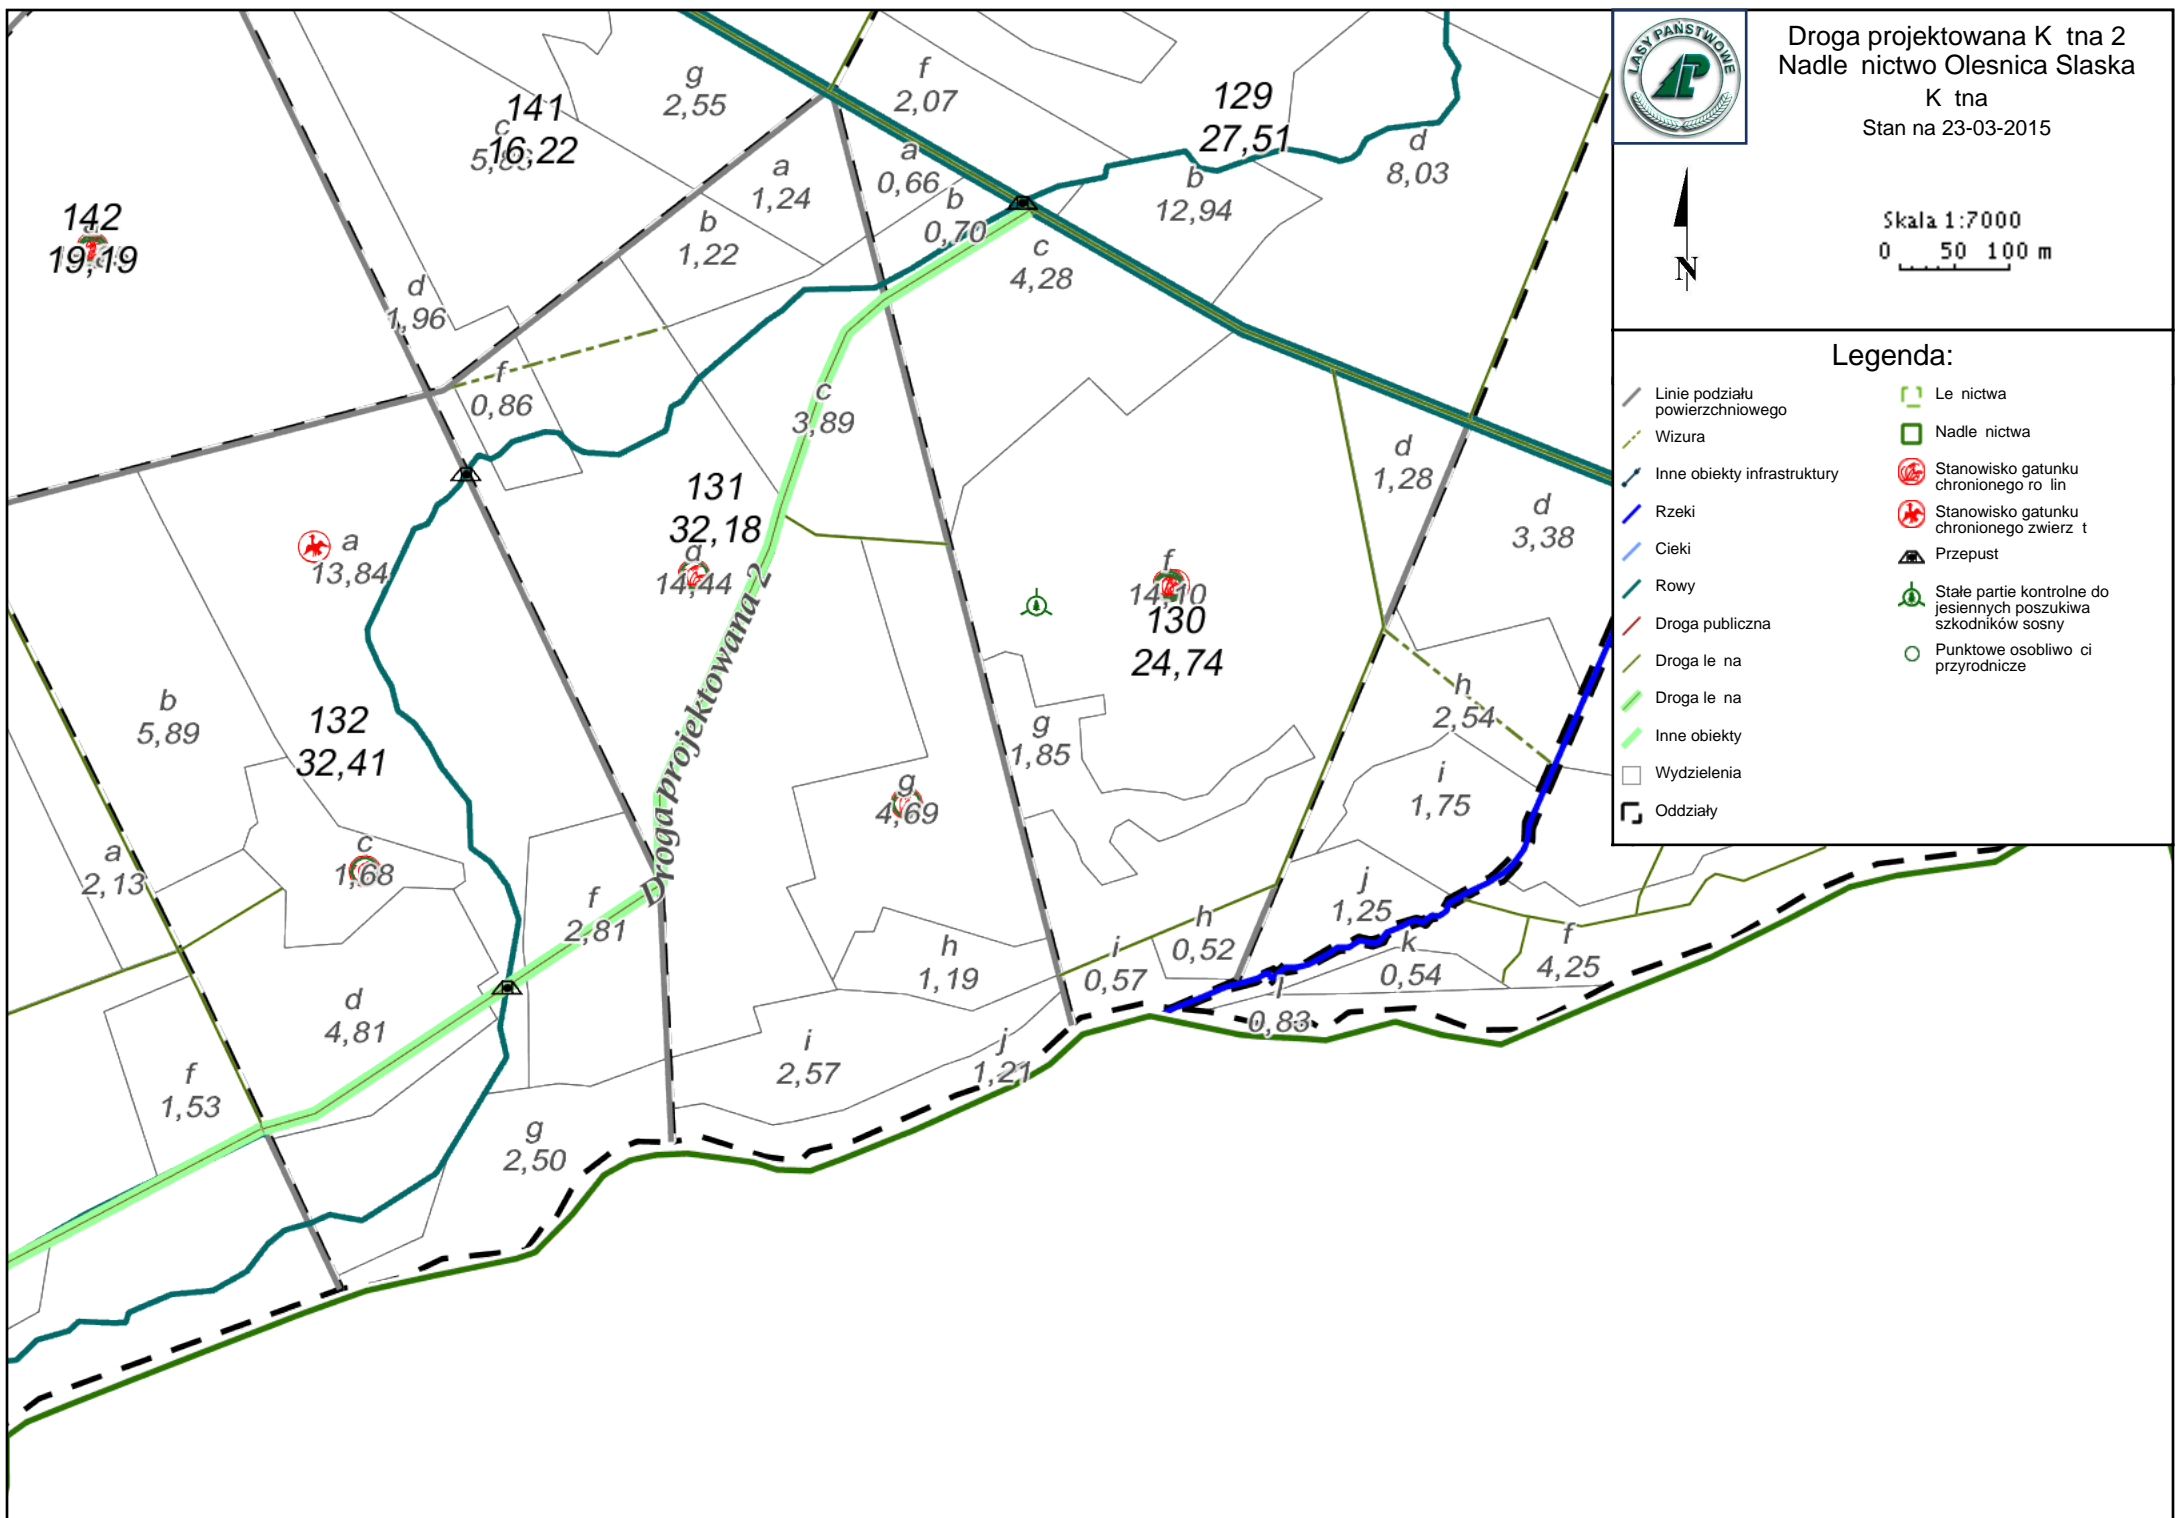 LASY PAŃSTWOWE
Droga projektowana K tna 2
Nadle nictwo Olesnica Slaska
K tna
Stan na 23-03-2015
N
Skala 1:7000
0 50 100 m
Legenda:
Linie podziału
powierzchniowego
Wizura
Inne obiekty infrastruktury
Rzeki
Cieki
Rowy
Droga publiczna
Droga le na
Droga le na
Inne obiekty
Wydzielenia
Oddziały
Le nictwa
Nadle nictwa
Stanowisko gatunku
chronionego ro lin
Stanowisko gatunku
chronionego zwierz t
Przepust
Stałe partie kontrolne do
jesiennych poszukiwa
szkodników sosny
Punktowe osobliwo ci
przyrodnicze
g
2,55
f
2,07
129
27,51
141
16,22
c
a
1,24
a
0,66
d
8,03
b
12,94
142
19,19
b
1,22
b
0,70
c
4,28
d
1,96
f
0,86
c
3,89
d
1,28
d
3,38
131
32,18
g
14,44
a
13,84
f
14,10
130
24,74
Droga projektowana 2
b
5,89
132
32,41
g
1,85
h
2,54
i
1,75
g
4,69
a
2,13
c
1,68
f
2,81
j
1,25
h
0,52
k
0,54
f
4,25
h
1,19
i
0,57
l
0,83
d
4,81
i
2,57
j
1,21
f
1,53
g
2,50